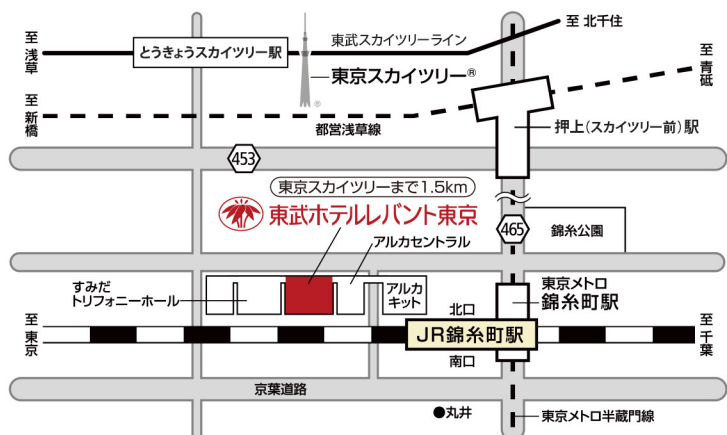 至 北千住
至 浅草
とうきょうスカイツリー駅
東武スカイツリーライン
至 青砥
東京スカイツリー®
®
至 新橋
都営浅草線
押上(スカイツリー前)駅
453
東京スカイツリーまで1.5km
東武ホテルレバント東京
465
錦糸公園
アルカセントラル
すみだ
トリフォニーホール
アルカ
キット
東京メトロ
錦糸町駅
北口
至 東京
JR錦糸町駅
至 千葉
南口
京葉道路
●丸井
東京メトロ半蔵門線